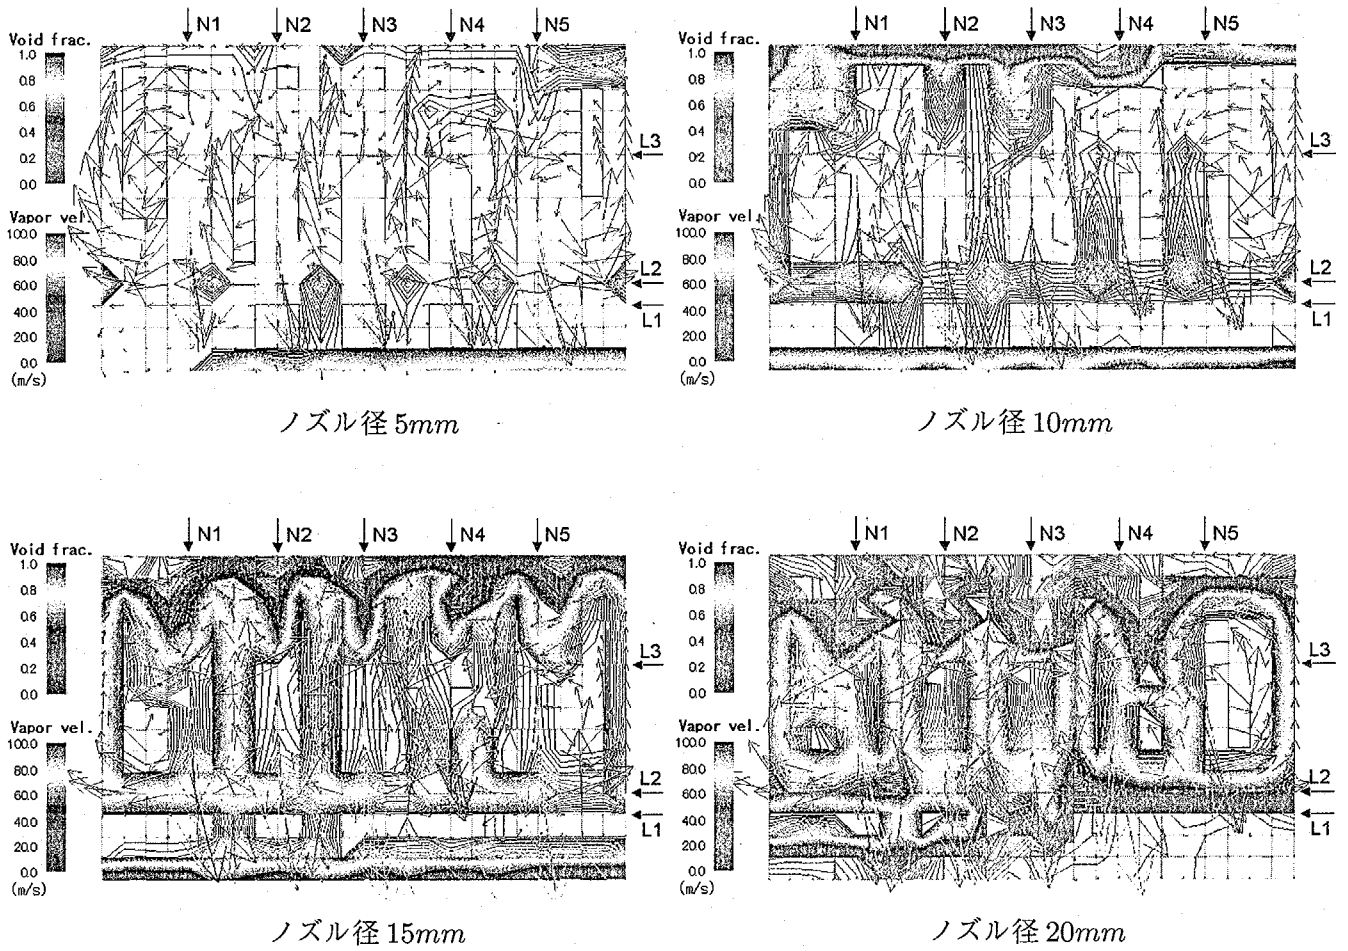 N1 N2 N3 N4 N5
Void frac.
1.0
0.8
0.6
0.4
0.2
0.0
L3
Vapor vel.
100.0
80.0
60.0
40.0
20.0
0.0
(m/s)
L2
L1
ノズル径 5mm
N1 N2 N3 N4 N5
Void frac.
1.0
0.8
0.6
0.4
0.2
0.0
L3
Vapor vel.
100.0
80.0
60.0
40.0
20.0
0.0
(m/s)
L2
L1
ノズル径 10mm
N1 N2 N3 N4 N5
Void frac.
1.0
0.8
0.6
0.4
0.2
0.0
L3
Vapor vel.
100.0
80.0
60.0
40.0
20.0
0.0
(m/s)
L2
L1
ノズル径 15mm
N1 N2 N3 N4 N5
Void frac.
1.0
0.8
0.6
0.4
0.2
0.0
L3
Vapor vel.
100.0
80.0
60.0
40.0
20.0
0.0
(m/s)
L2
L1
ノズル径 20mm